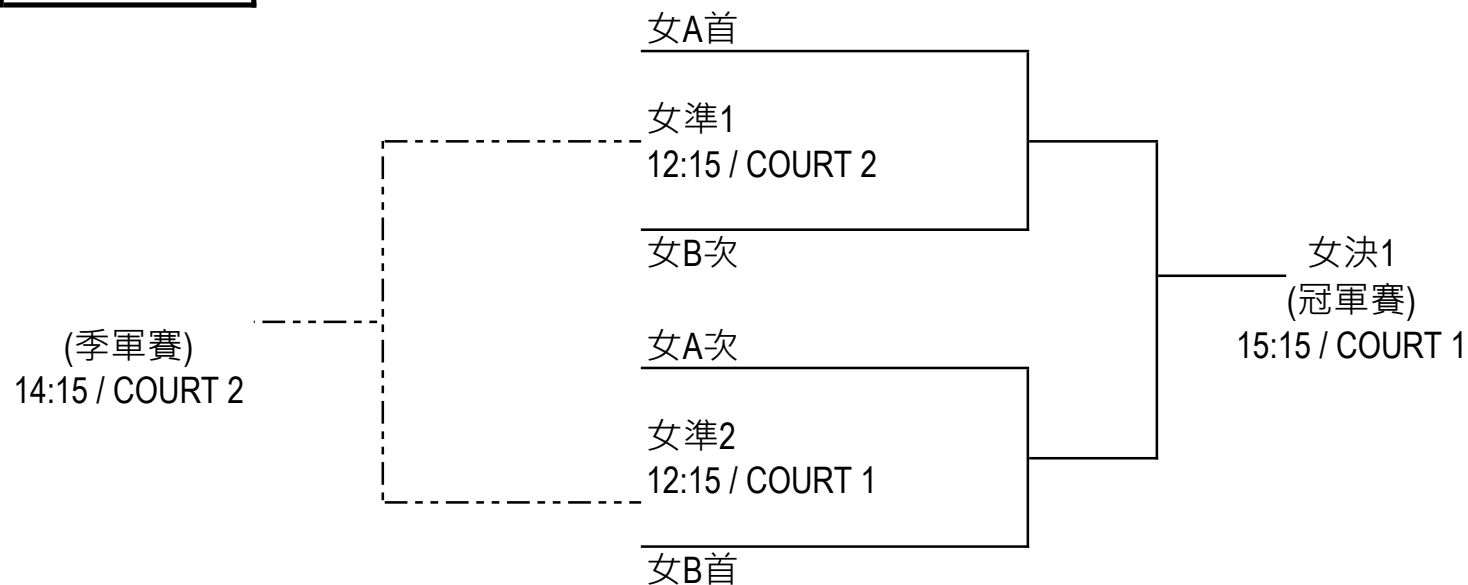 女A首
女準1
12:15 / COURT 2
女B次
女決1
(冠軍賽)
15:15 / COURT 1
(季軍賽)
14:15 / COURT 2
女A次
女準2
12:15 / COURT 1
女B首